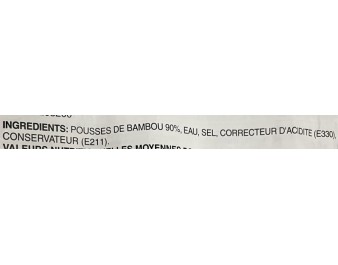 INGREDIENTS: POUSSES DE BAMBOU 90%, EAU, SEL, CORRECTEUR D'ACIDITE (E330),
CONSERVATEUR (E211).